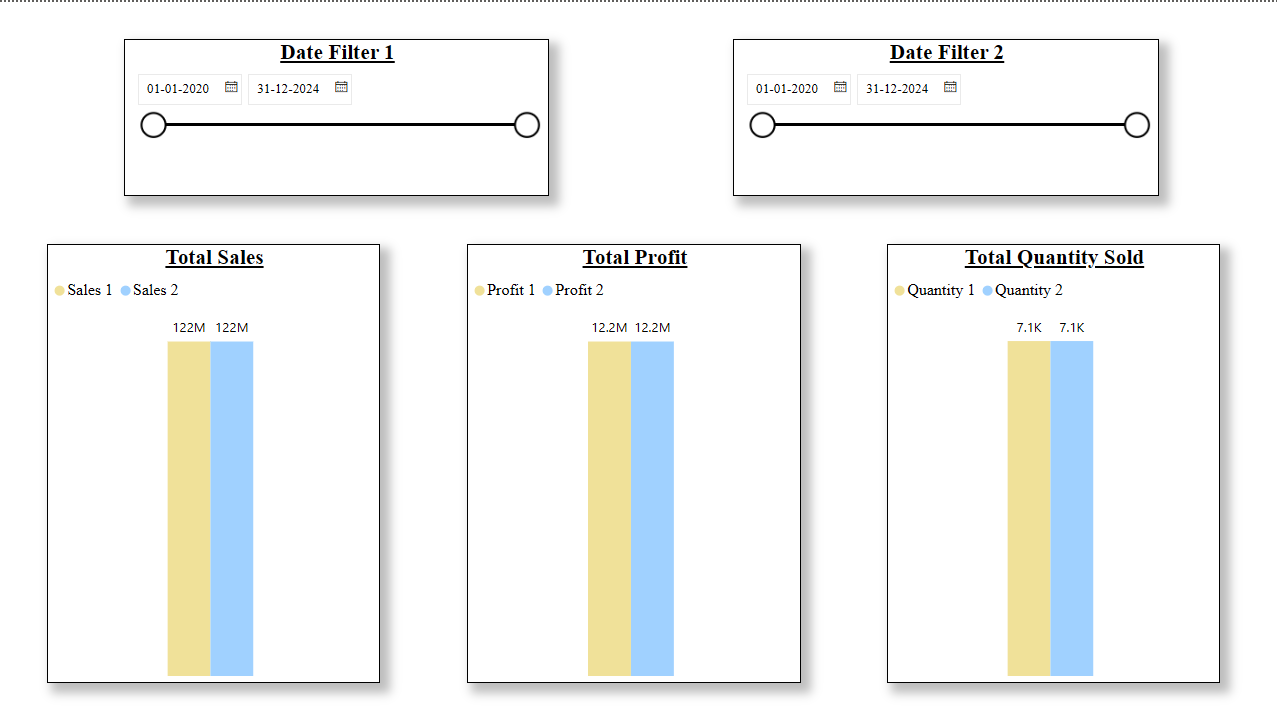 Date Filter 1
01-01-2020 31-12-2024
Date Filter 2
01-01-2020 31-12-2024
Total Sales
Sales 1 Sales 2
122M 122M
Total Profit
Profit 1 Profit 2
12.2M 12.2M
Total Quantity Sold
Quantity 1 Quantity 2
7.1K 7.1K